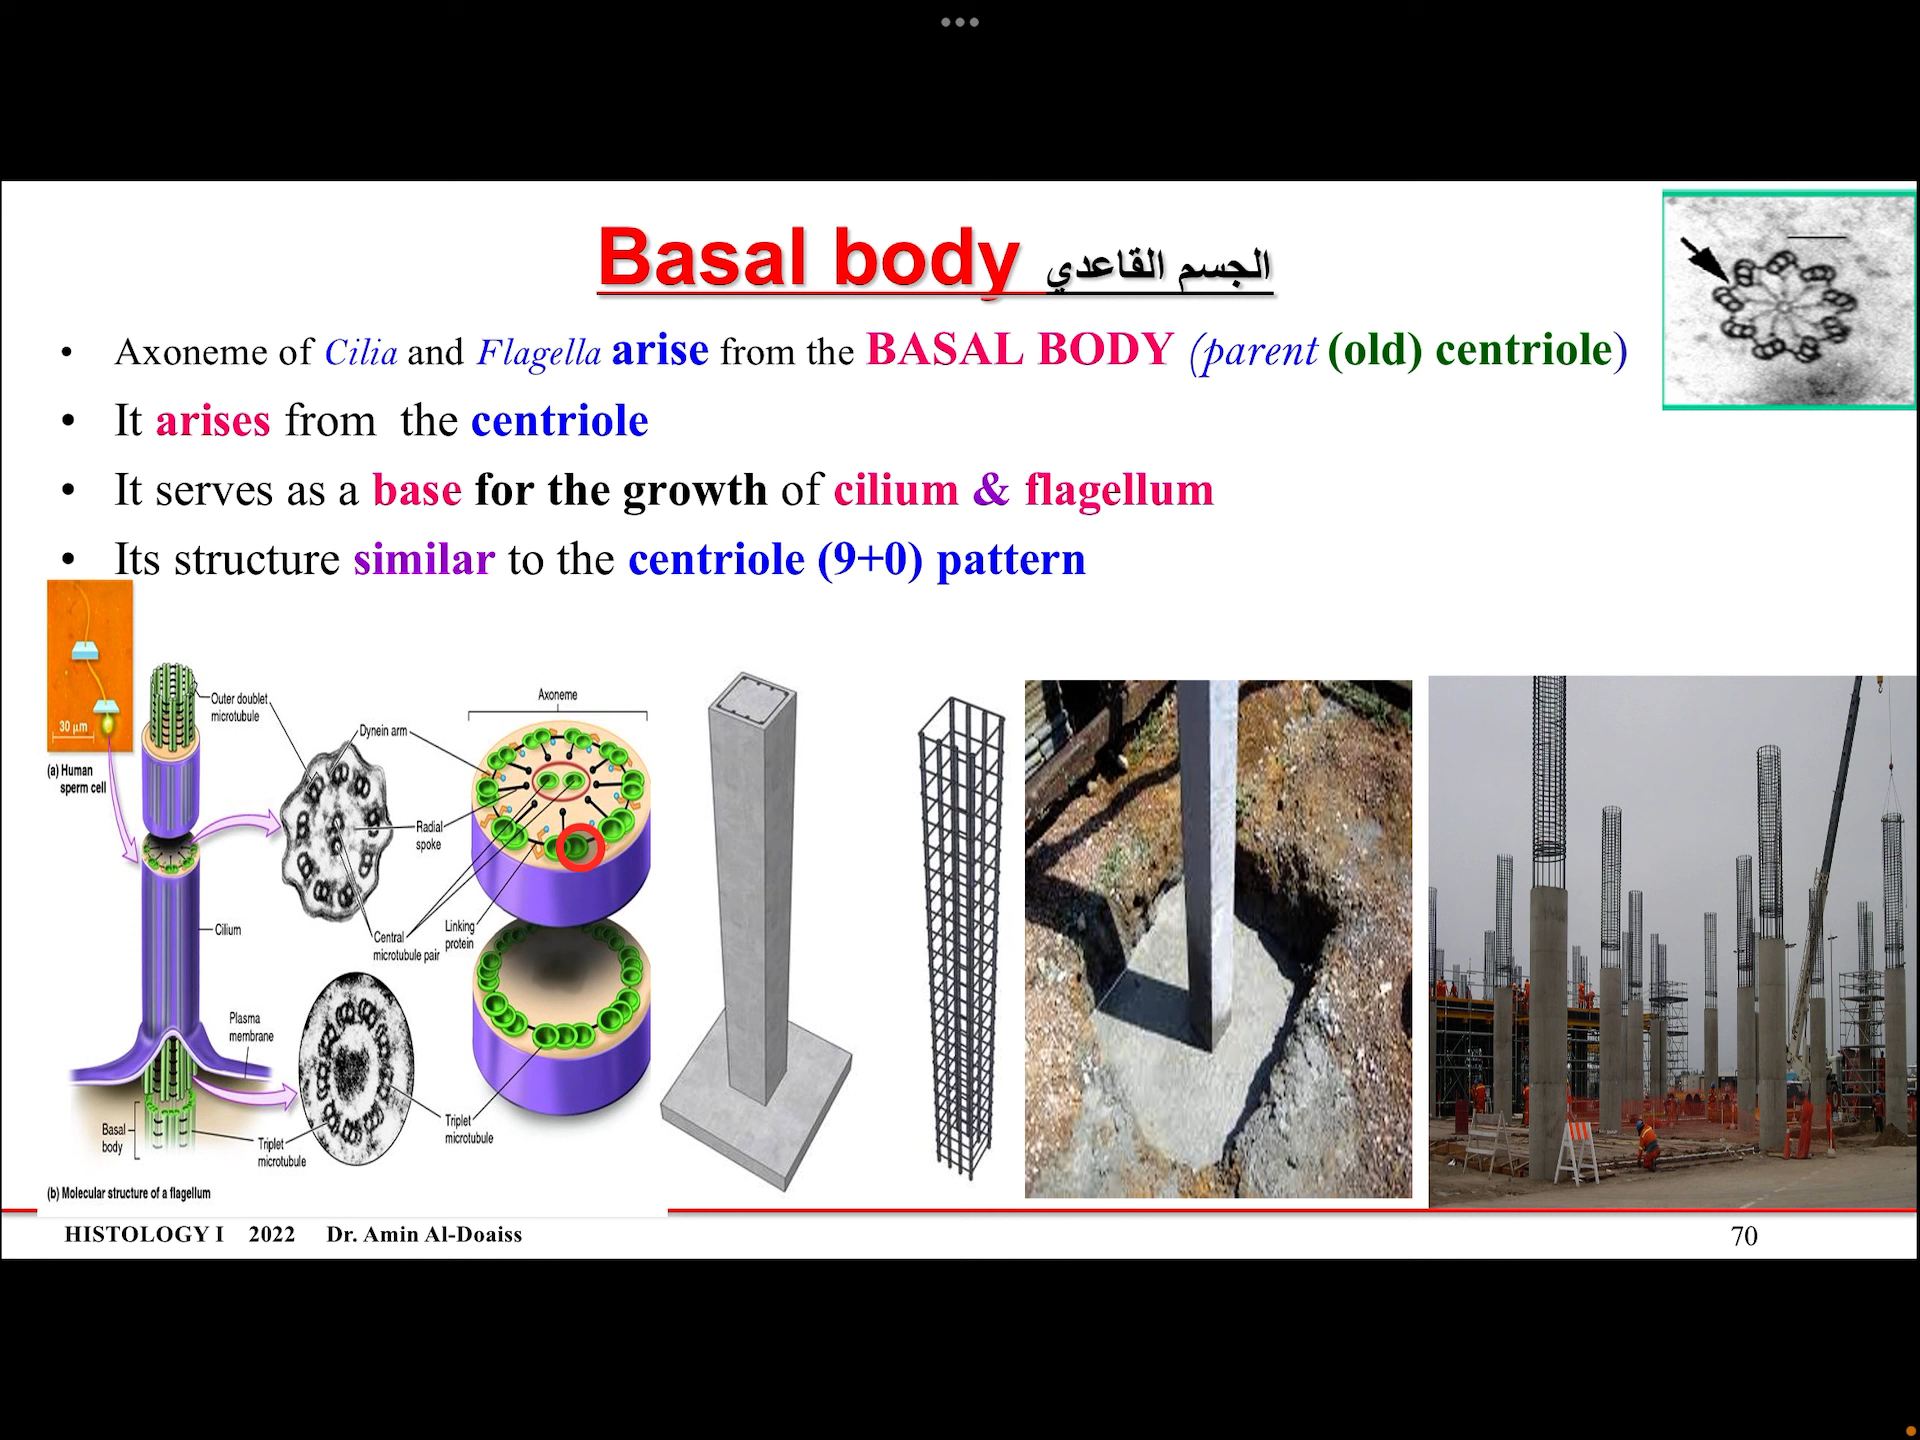 Basal body الجسم القاعدي
• Axoneme of Cilia and Flagella arise from the BASAL BODY (parent (old) centriole)
• It arises from the centriole
• It serves as a base for the growth of cilium & flagellum
• Its structure similar to the centriole (9+0) pattern
30 µm
(a) Human
sperm cell
Outer doublet
microtubule
Dynein arm
Axoneme
Radial
spoke
Central
microtubule pair
Linking
protein
Cilium
Plasma
membrane
Basal
body
Triplet
microtubule
Triplet
microtubule
(b) Molecular structure of a flagellum
HISTOLOGY I 2022 Dr. Amin Al-Doaiss
70